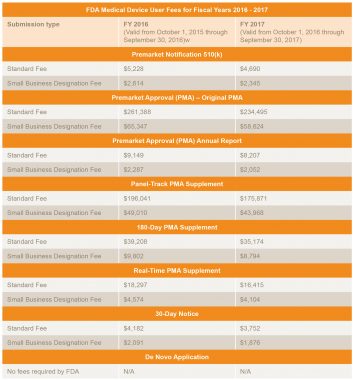 FDA Medical Device User Fees for Fiscal Years 2016 - 2017
Submission type FY 2016 FY 2017
(Valid from October 1, 2015 through (Valid from October 1, 2016 through
September 30, 2016)w September 30, 2017)
Premarket Notification 510(k)
Standard Fee $5,228 $4,690
Small Business Designation Fee $2,614 $2,345
Premarket Approval (PMA) – Original PMA
Standard Fee $261,388 $234,495
Small Business Designation Fee $65,347 $58,624
Premarket Approval (PMA) Annual Report
Standard Fee $9,149 $8,207
Small Business Designation Fee $2,287 $2,052
Panel-Track PMA Supplement
Standard Fee $196,041 $175,871
Small Business Designation Fee $49,010 $43,968
180-Day PMA Supplement
Standard Fee $39,208 $35,174
Small Business Designation Fee $9,802 $8,794
Real-Time PMA Supplement
Standard Fee $18,297 $16,415
Small Business Designation Fee $4,574 $4,104
30-Day Notice
Standard Fee $4,182 $3,752
Small Business Designation Fee $2,091 $1,876
De Novo Application
No fees required by FDA N/A N/A